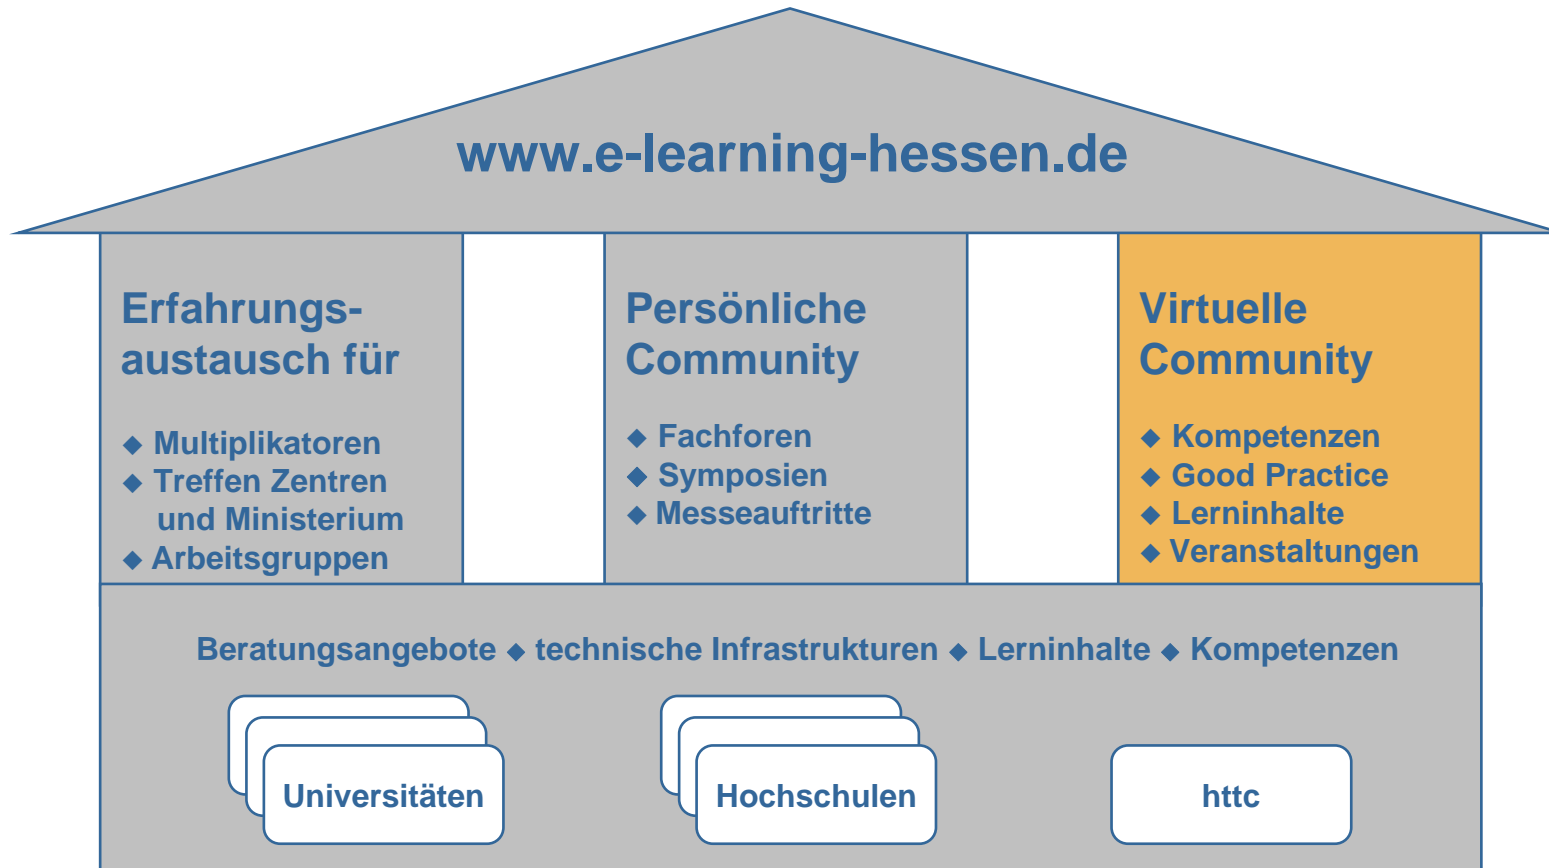 www.e-learning-hessen.de
Erfahrungs-
austausch für
◆ Multiplikatoren
◆ Treffen Zentren
und Ministerium
◆ Arbeitsgruppen
Persönliche
Community
◆ Fachforen
◆ Symposien
◆ Messeauftritte
Virtuelle
Community
◆ Kompetenzen
◆ Good Practice
◆ Lerninhalte
◆ Veranstaltungen
Beratungsangebote ◆ technische Infrastrukturen ◆ Lerninhalte ◆ Kompetenzen
Universitäten
Hochschulen
httc